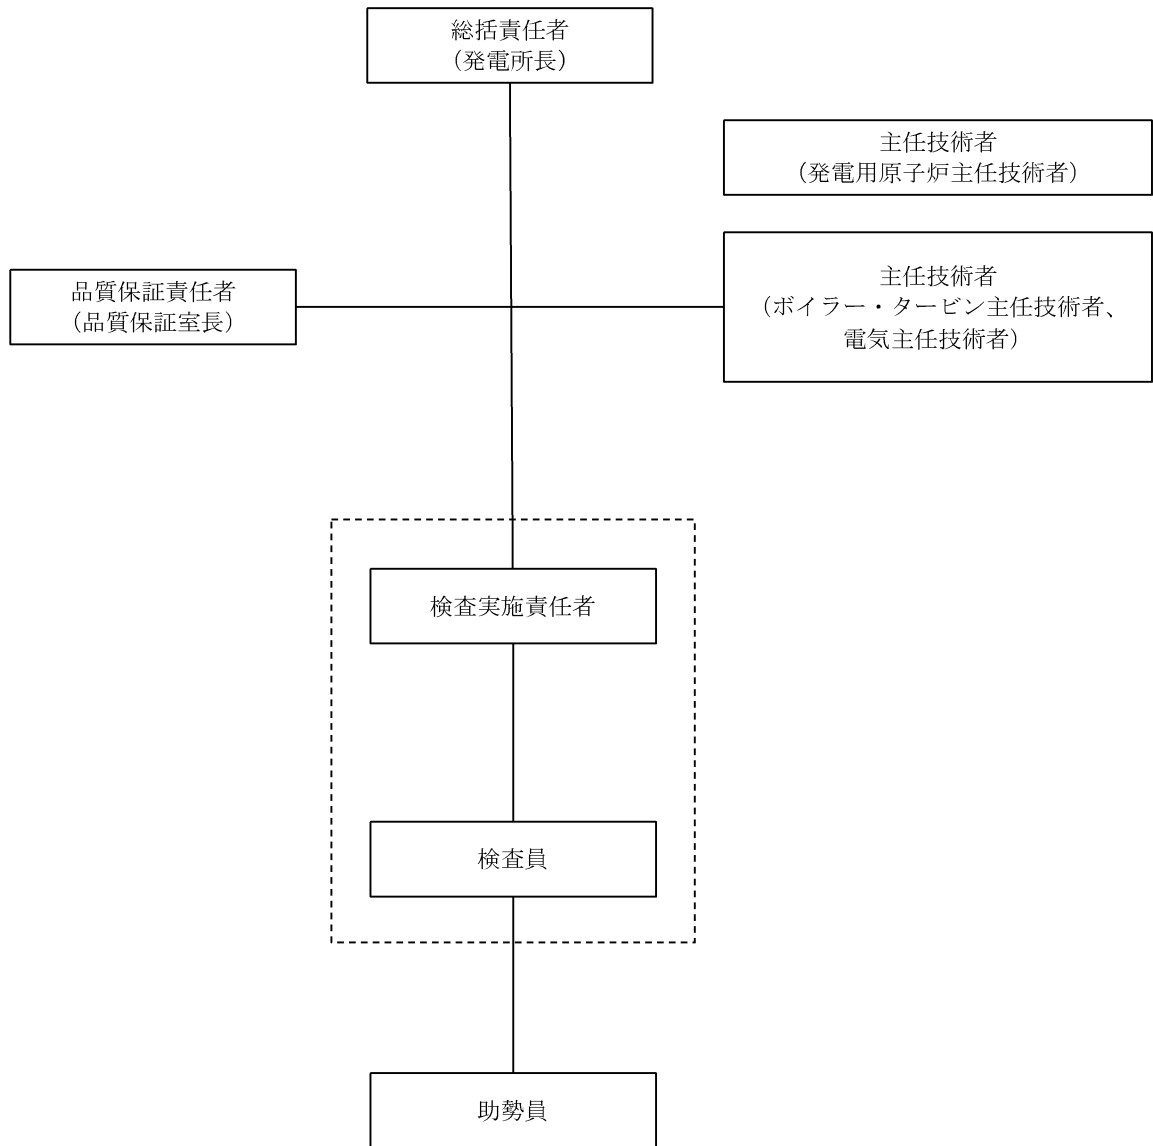 総括責任者
（発電所長）
主任技術者
（発電用原子炉主任技術者）
品質保証責任者
（品質保証室長）
主任技術者
（ボイラー・タービン主任技術者、
電気主任技術者）
検査実施責任者
検査員
助勢員